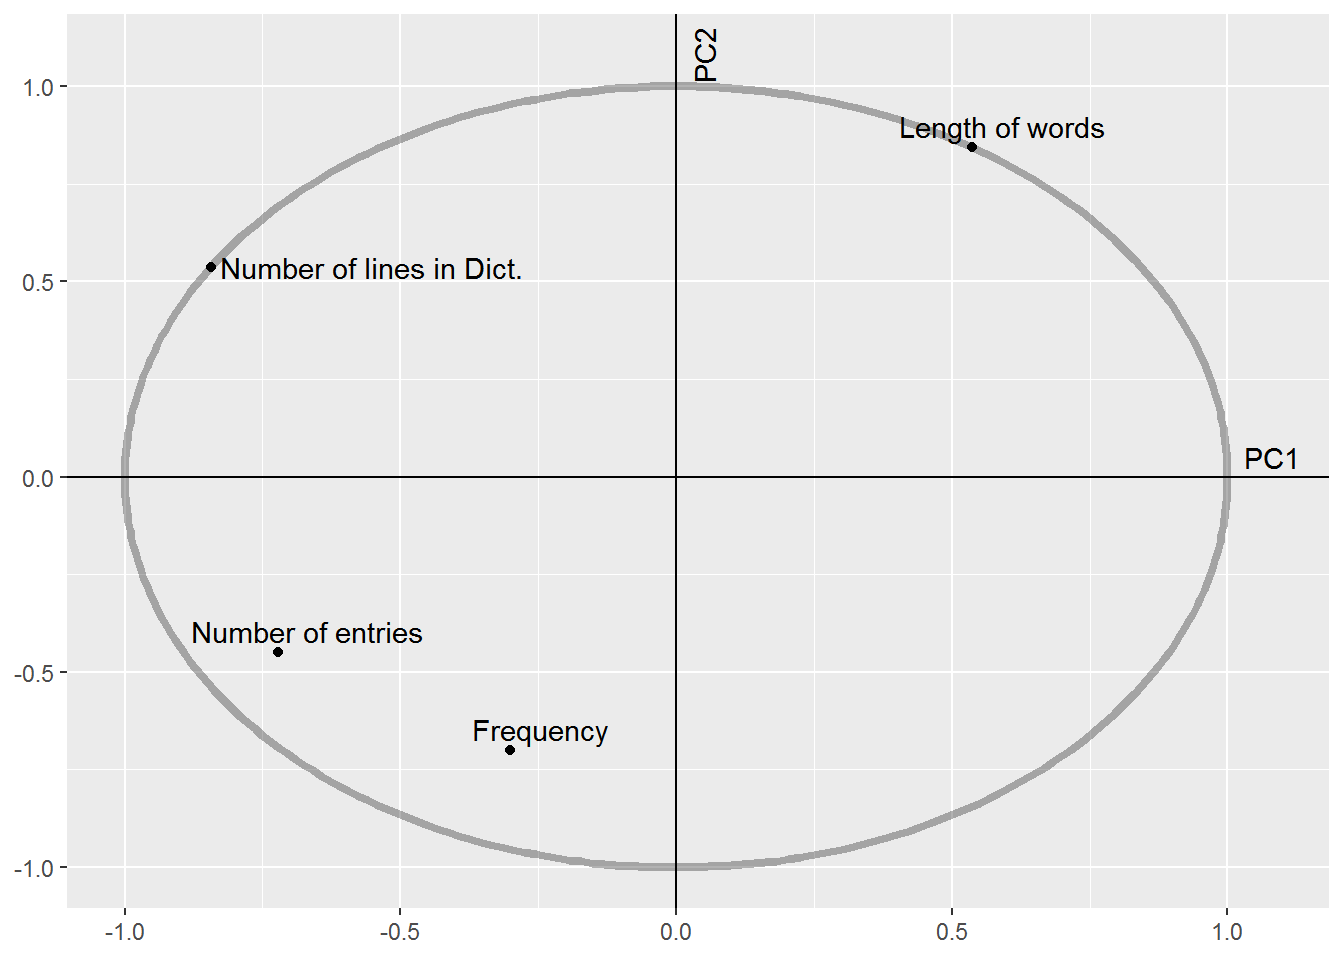 PC2
1.0
Length of words
Number of lines in Dict.
0.5
PC1
0.0
Number of entries
-0.5
Frequency
-1.0
-1.0 -0.5 0.0 0.5 1.0